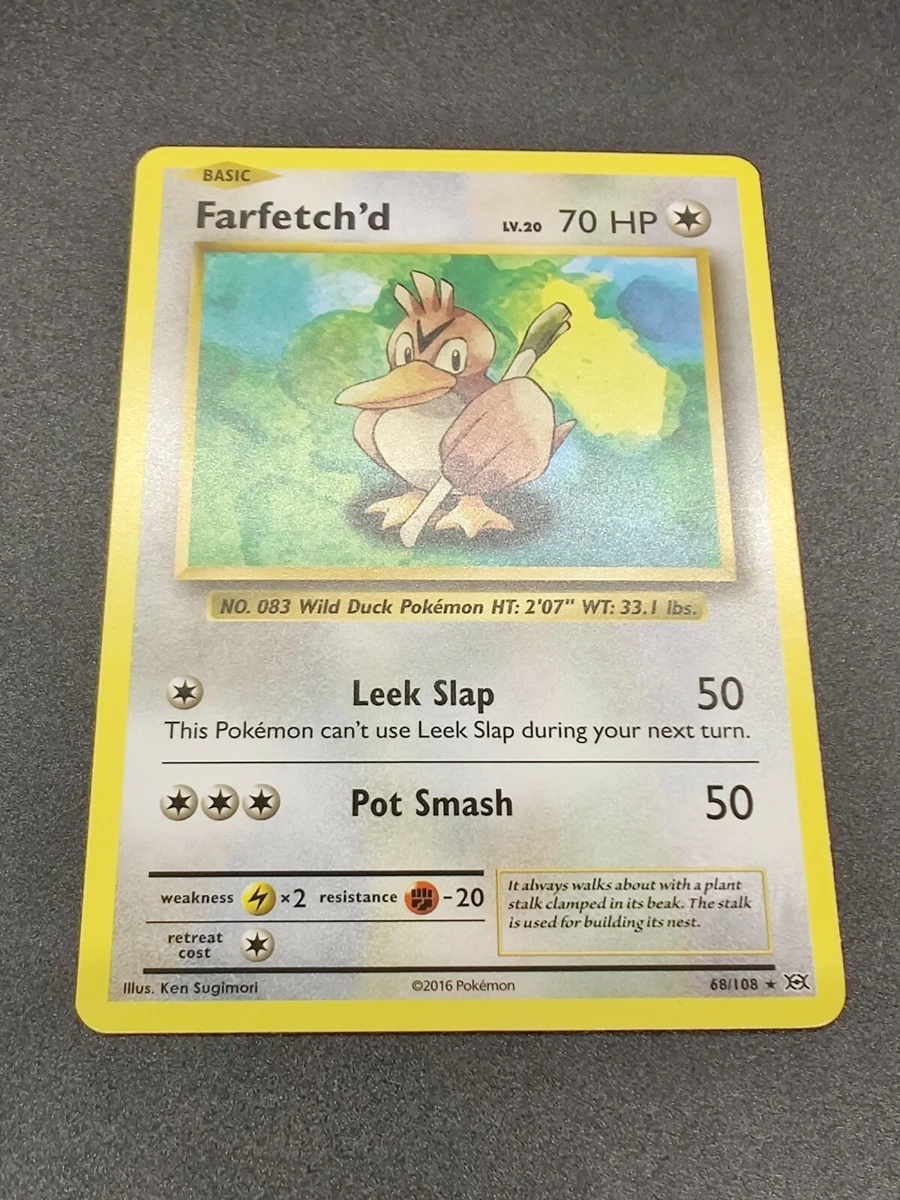 BASIC
Farfetch'd LV.20 70 HP
NO. 083 Wild Duck Pokémon HT: 2'07" WT: 33.1 lbs.
Leek Slap 50
This Pokémon can't use Leek Slap during your next turn.
Pot Smash 50
weakness ×2 resistance -20
retreat
cost
It always walks about with a plant
stalk clamped in its beak. The stalk
is used for building its nest.
Illus. Ken Sugimori ©2016 Pokémon 68/108 ★